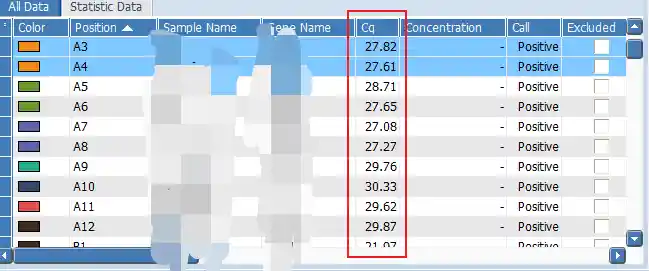 All Data Statistic Data
Color Position Sample Name Gene Name Cq Concentration Call Excluded
A3 27.82 - Positive
A4 27.61 - Positive
A5 28.71 - Positive
A6 27.65 - Positive
A7 27.08 - Positive
A8 27.27 - Positive
A9 29.76 - Positive
A10 30.33 - Positive
A11 29.62 - Positive
A12 29.87 - Positive
B1 21.97 - Positive